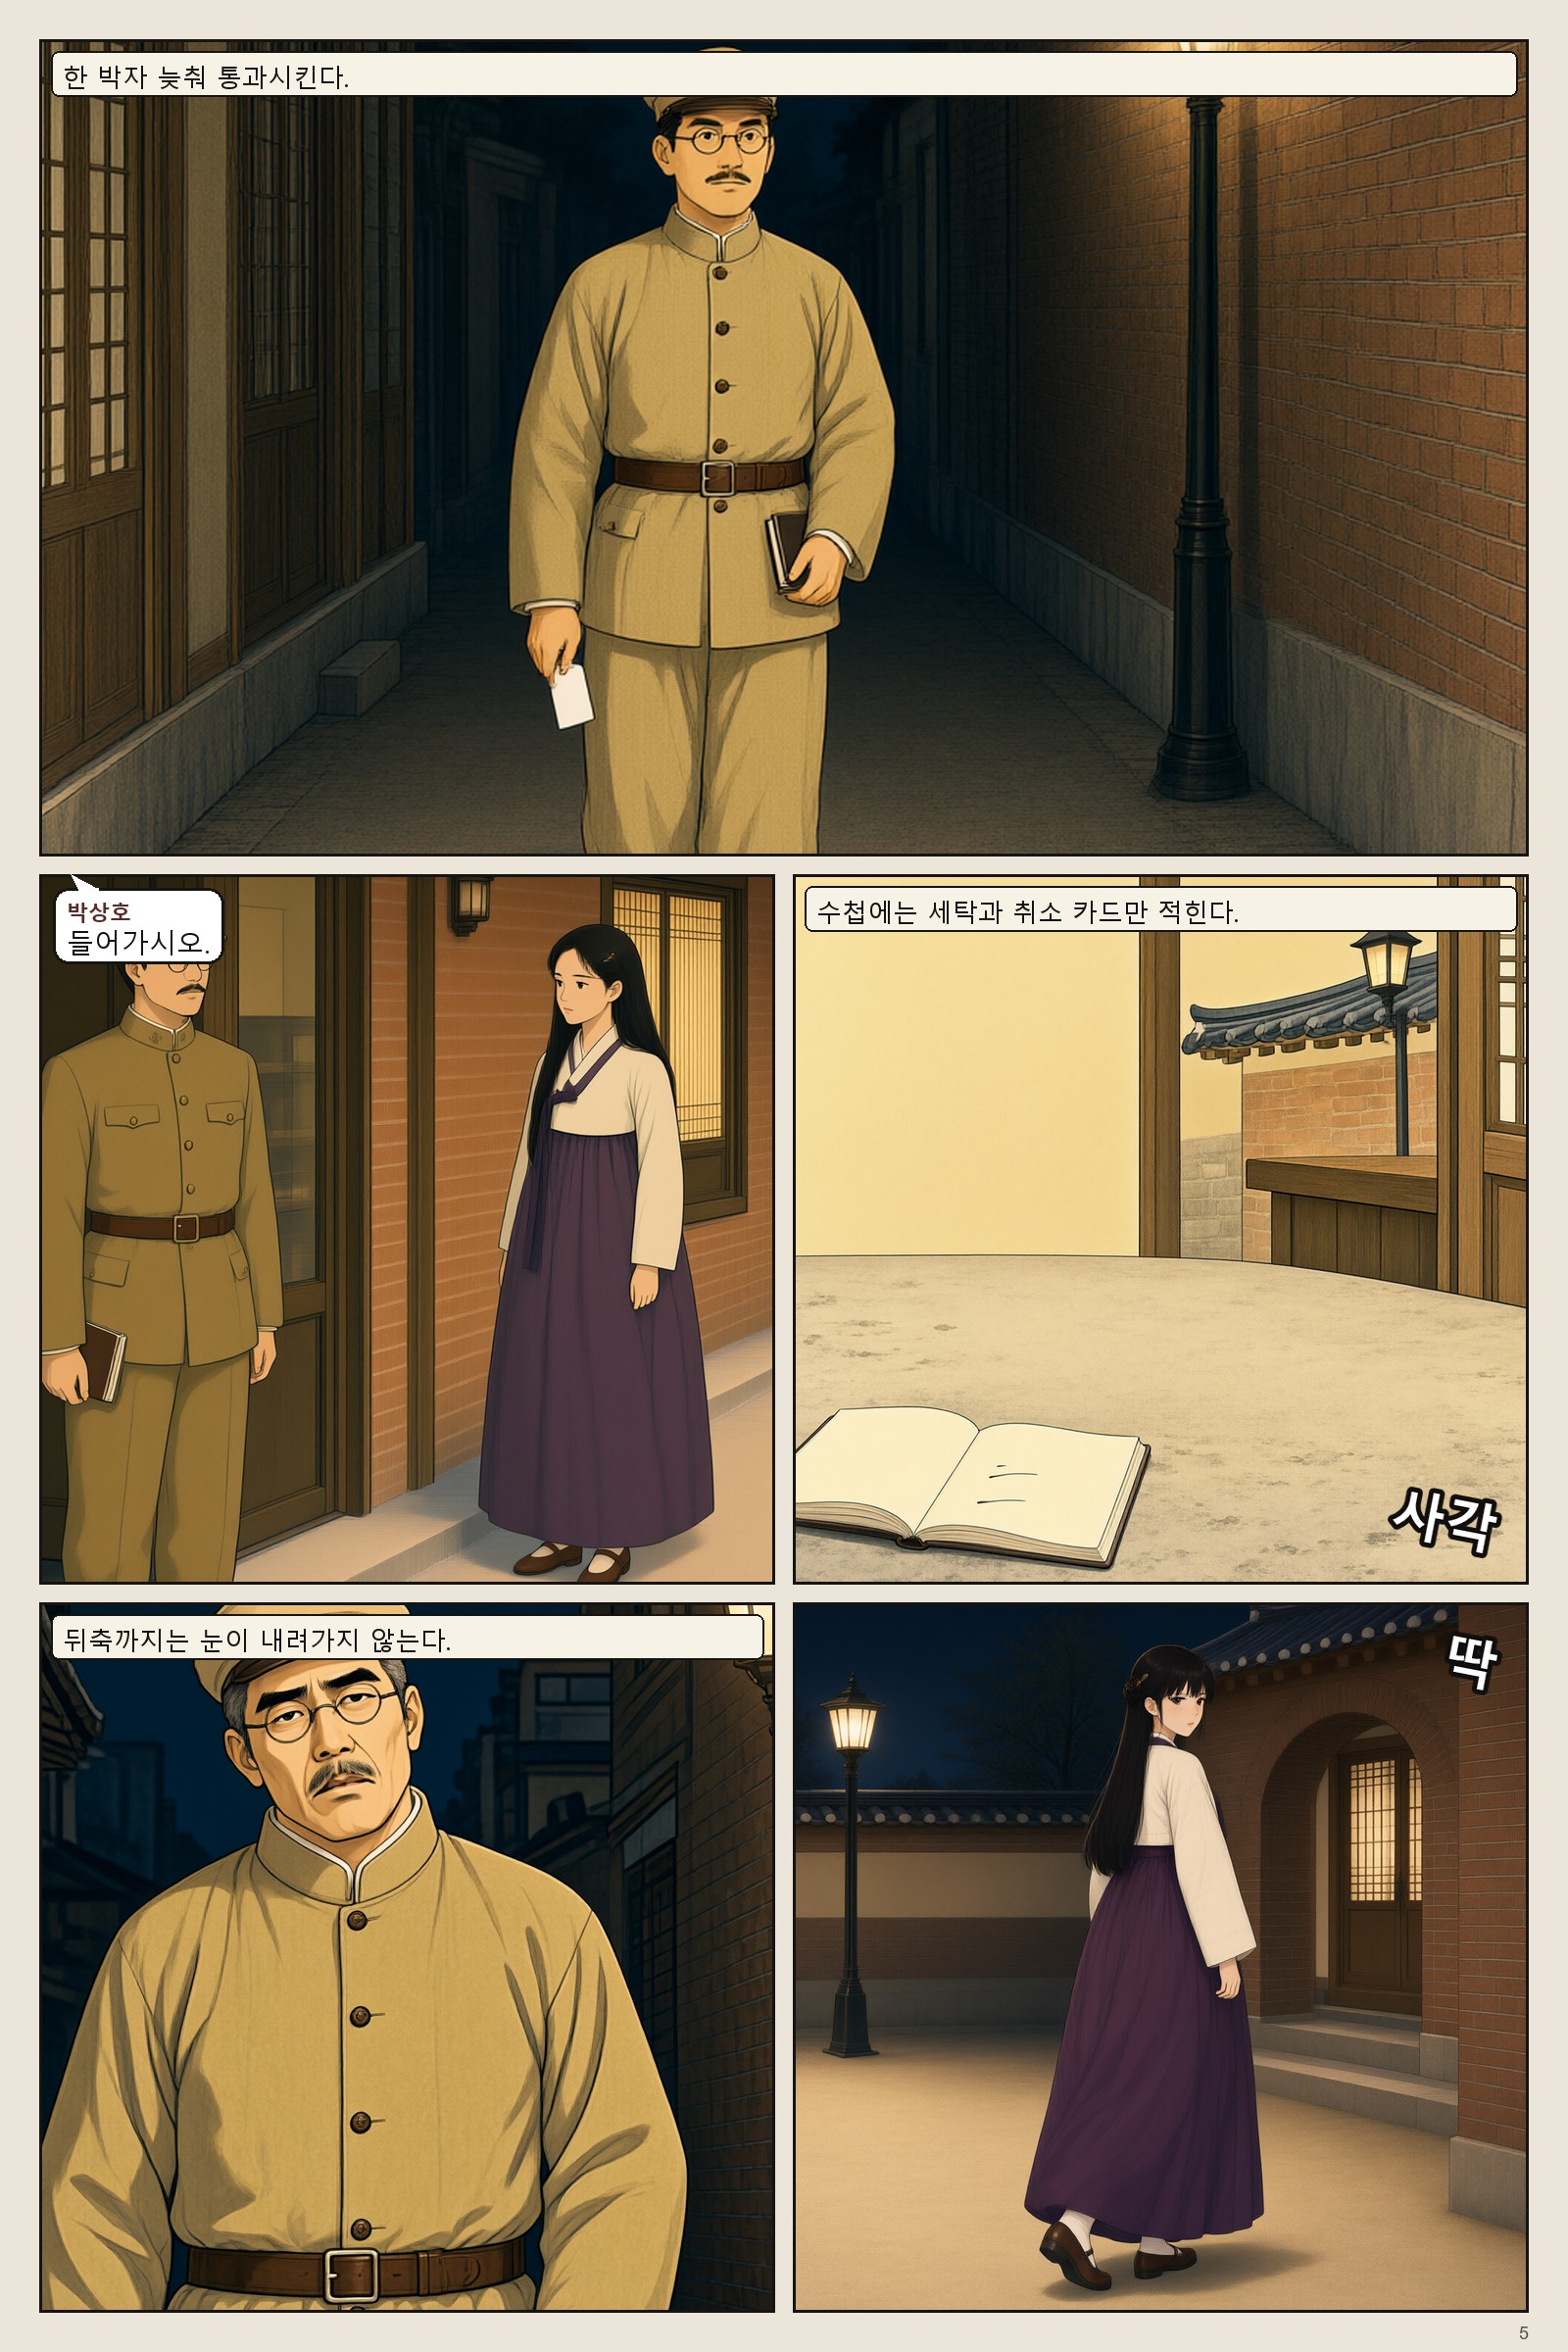 한 박자 늦춰 통과시킨다.
박상호
들어가시오.
수첩에는 세탁과 취소 카드만 적힌다.
사각
뒤축까지는 눈이 내려가지 않는다.
딱
5